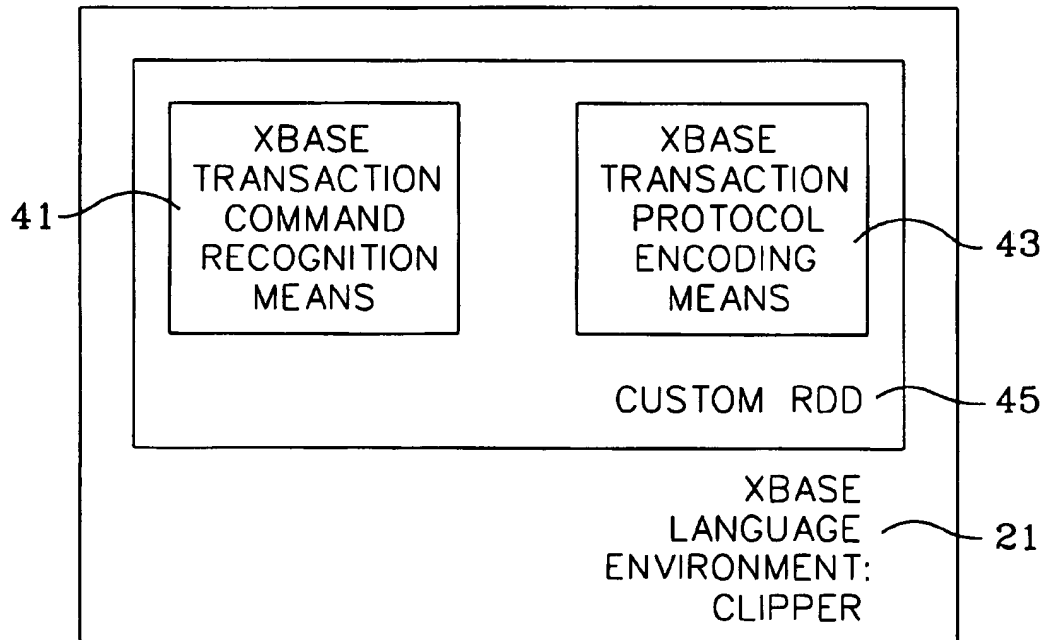 XBASE
TRANSACTION
COMMAND
RECOGNITION
MEANS
41
XBASE
TRANSACTION
PROTOCOL
ENCODING
MEANS
43
CUSTOM RDD
45
XBASE
LANGUAGE
ENVIRONMENT:
CLIPPER
21